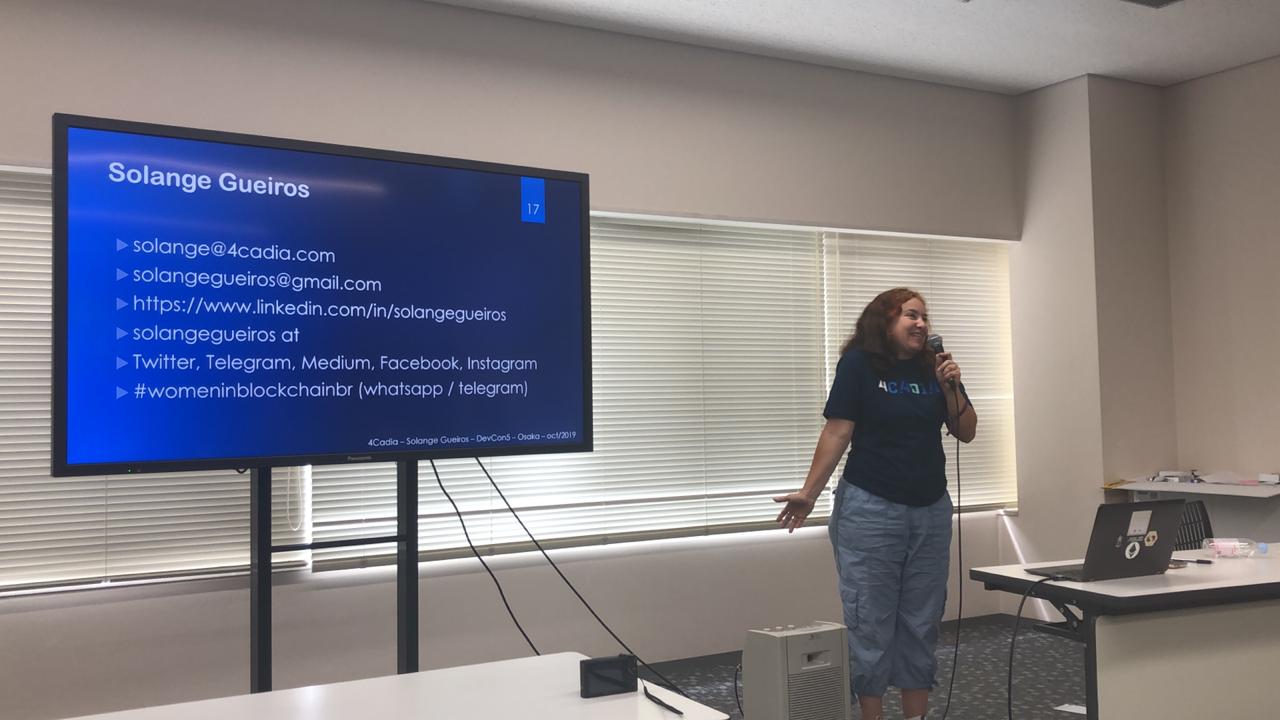 Solange Gueiros
17
solange@4cadia.com
solangegueiros@gmail.com
https://www.linkedin.com/in/solangegueiros
solangegueiros at
Twitter, Telegram, Medium, Facebook, Instagram
#womeninblockchainbr (whatsapp / telegram)
4Cadia – Solange Gueiros – DevCon5 – Osaka – oct/2019
Panasonic
4CADIA